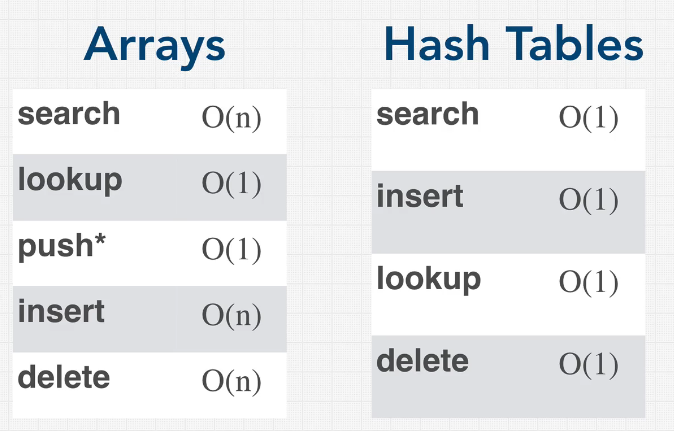 Arrays
search O(n)
lookup O(1)
push* O(1)
insert O(n)
delete O(n)
Hash Tables
search O(1)
insert O(1)
lookup O(1)
delete O(1)